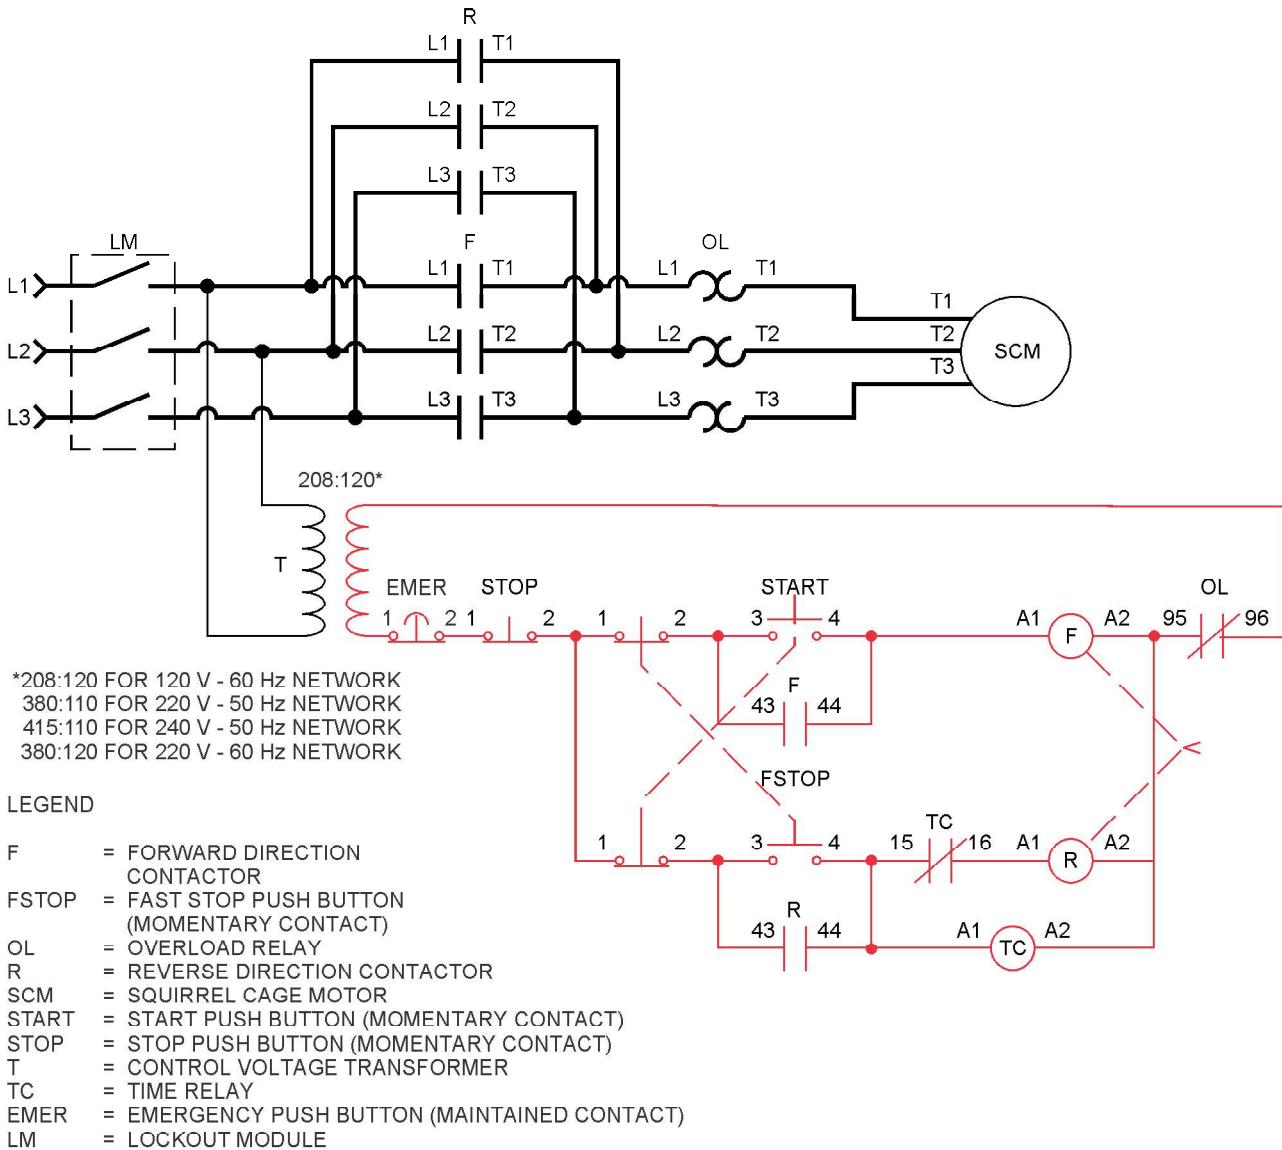 R
L1 T1
L2 T2
L3 T3
LM F OL
L1 L1 T1 L1 T1 T1
L2 L2 T2 L2 T2 T2 SCM
L3 L3 T3 L3 T3 T3
208:120*
T
EMER STOP START OL
1 2 1 2 1 2 3 4 A1 F A2 95 96
*208:120 FOR 120 V - 60 Hz NETWORK
380:110 FOR 220 V - 50 Hz NETWORK
415:110 FOR 240 V - 50 Hz NETWORK
380:120 FOR 220 V - 60 Hz NETWORK
F
43 44
FSTOP
1 2 3 4 15 TC 16 A1 R A2
R
43 44 A1 TC A2
LEGEND
F = FORWARD DIRECTION
CONTACTOR
FSTOP = FAST STOP PUSH BUTTON
(MOMENTARY CONTACT)
OL = OVERLOAD RELAY
R = REVERSE DIRECTION CONTACTOR
SCM = SQUIRREL CAGE MOTOR
START = START PUSH BUTTON (MOMENTARY CONTACT)
STOP = STOP PUSH BUTTON (MOMENTARY CONTACT)
T = CONTROL VOLTAGE TRANSFORMER
TC = TIME RELAY
EMER = EMERGENCY PUSH BUTTON (MAINTAINED CONTACT)
LM = LOCKOUT MODULE